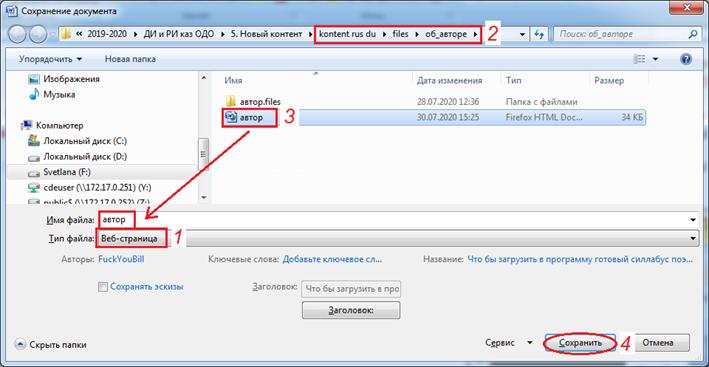 Сохранение документа
« 2019-2020 ▸ ДИ и РИ каз ОДО ▸ 5. Новый контент ▸ kontent rus du ▸ files ▸ об_авторе ▸ 2 Поиск: об_авторе
Упорядочить Новая папка
Изображения
Музыка
Компьютер
Локальный диск (C:)
Локальный диск (D:)
Svetlana (F:)
cdeuser (\\172.17.0.251) (Y:)
public$ (\\172.17.0.252) (Z:)
Имя Дата изменения Тип Размер
автор.files 28.07.2020 12:36 Папка с файлами
автор 3 30.07.2020 15:25 Firefox HTML Doc... 34 КБ
Имя файла: автор
Тип файла: Веб-страница 1
Авторы: FuckYouBill Ключевые слова: Добавьте ключевое сл... Название: Что бы загрузить в программу готовый силлабус поэ...
Сохранять эскизы Заголовок: Что бы загрузить в про
Заголовок:
Скрыть папки Сервис Сохранить 4 Отмена